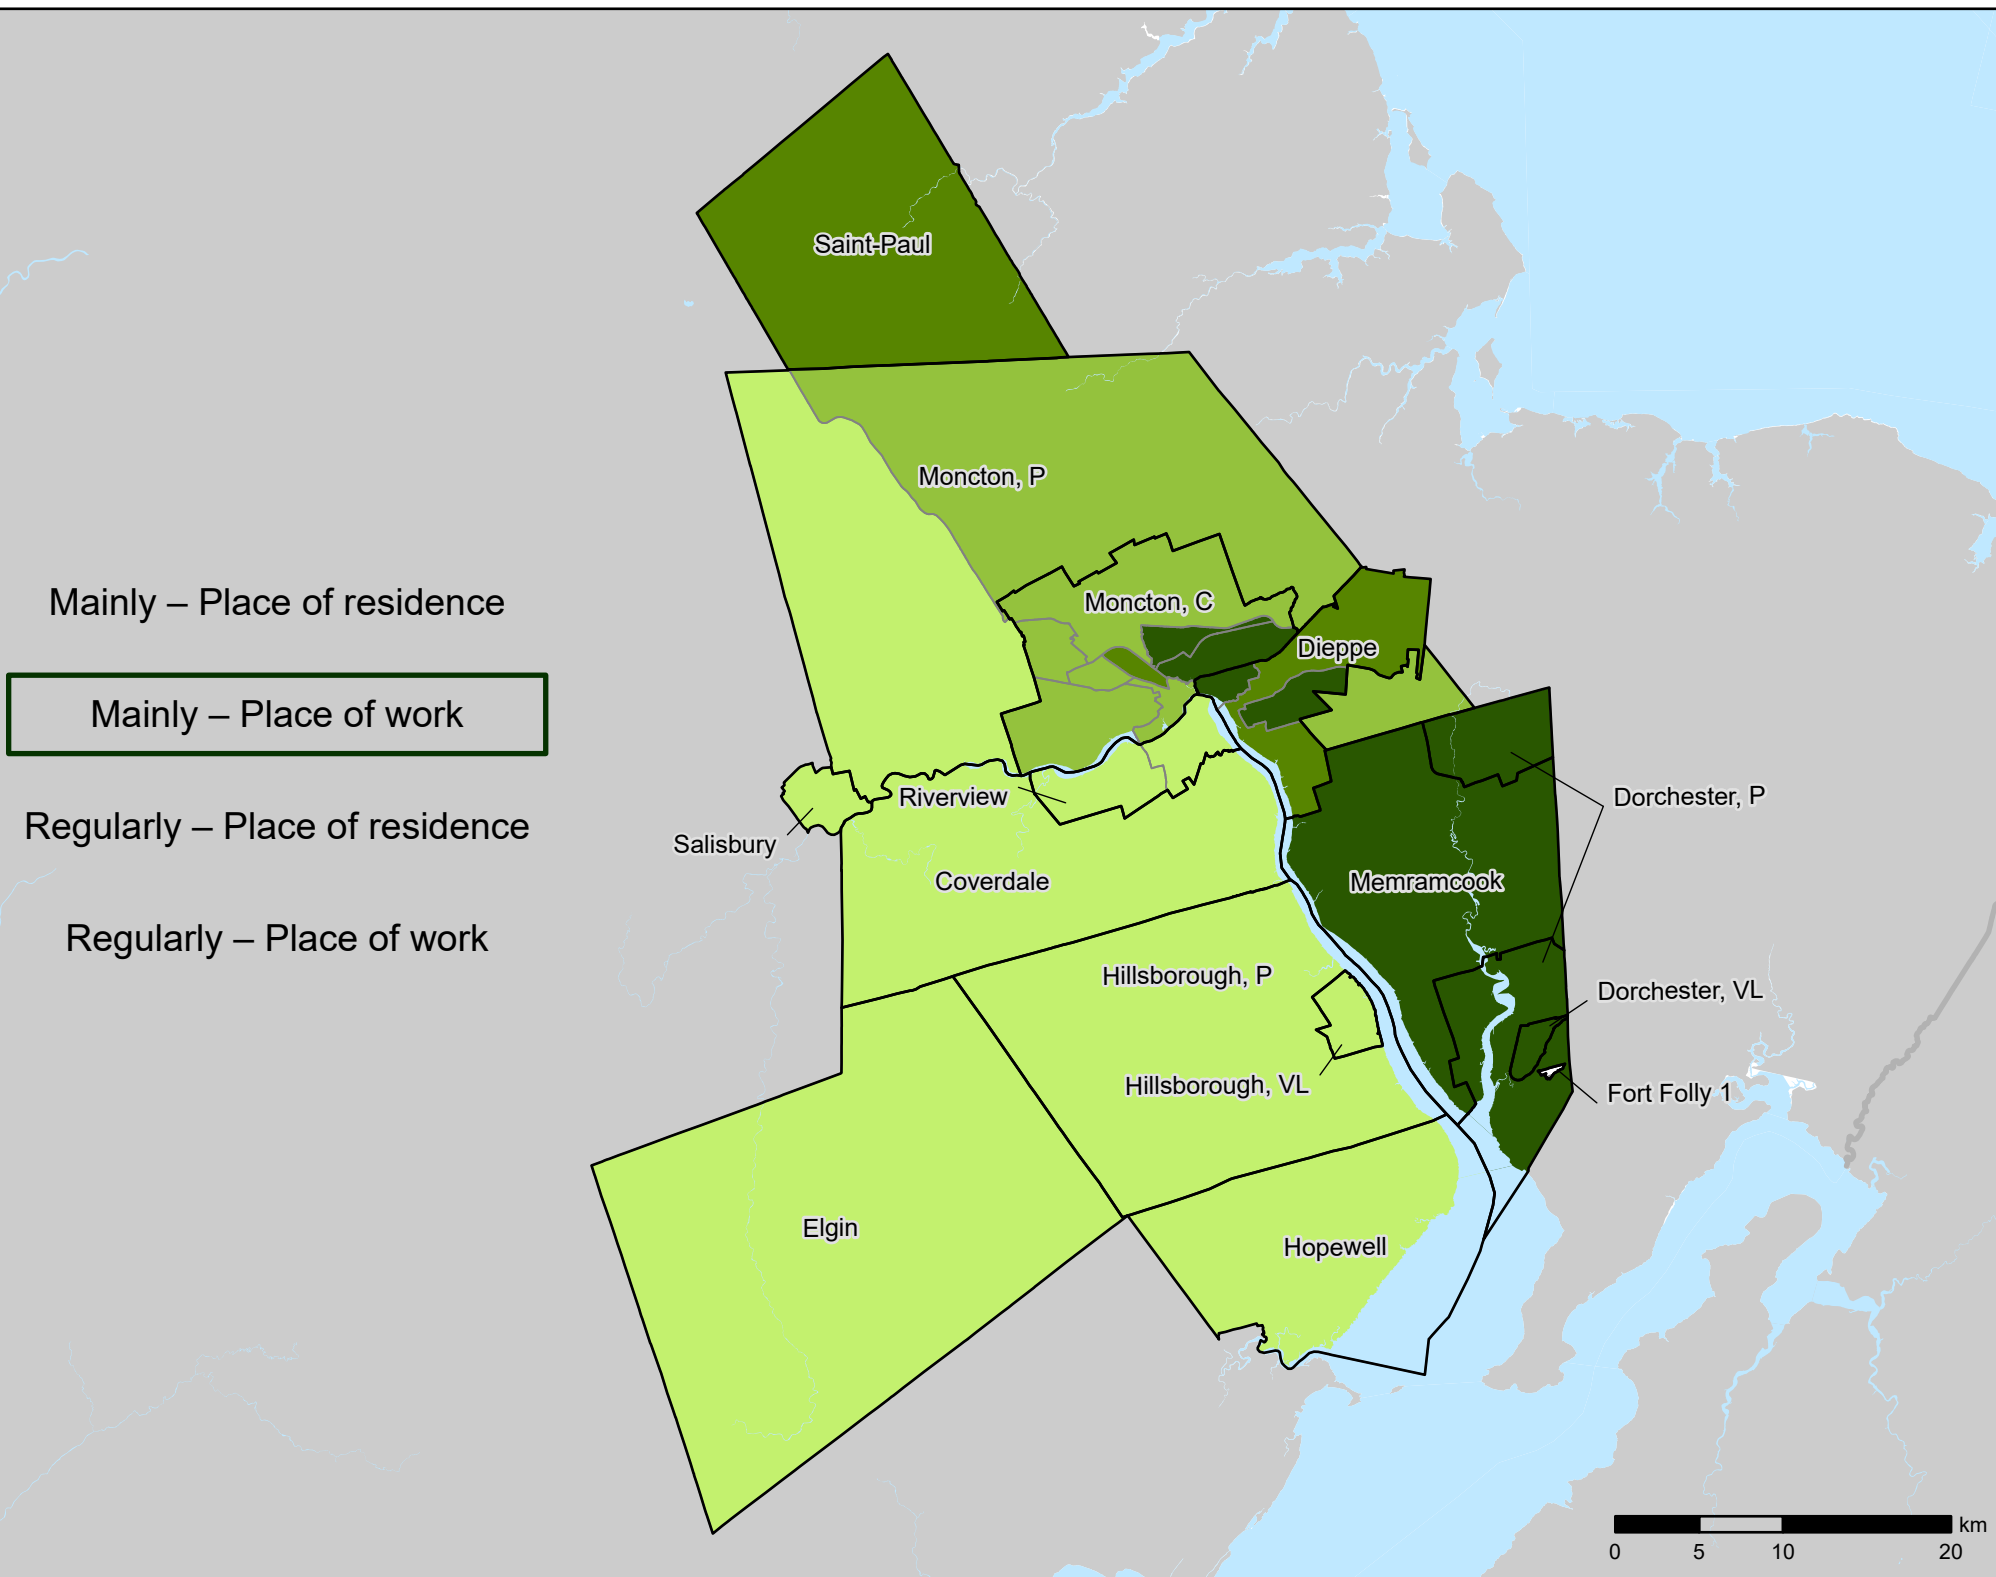 Mainly – Place of residence
Mainly – Place of work
Regularly – Place of residence
Regularly – Place of work
Saint-Paul
Moncton, P
Moncton, C
Dieppe
Riverview
Salisbury
Coverdale
Dorchester, P
Memramcook
Hillsborough, P
Dorchester, VL
Hillsborough, VL
Fort Folly 1
Elgin
Hopewell
km
0 5 10 20